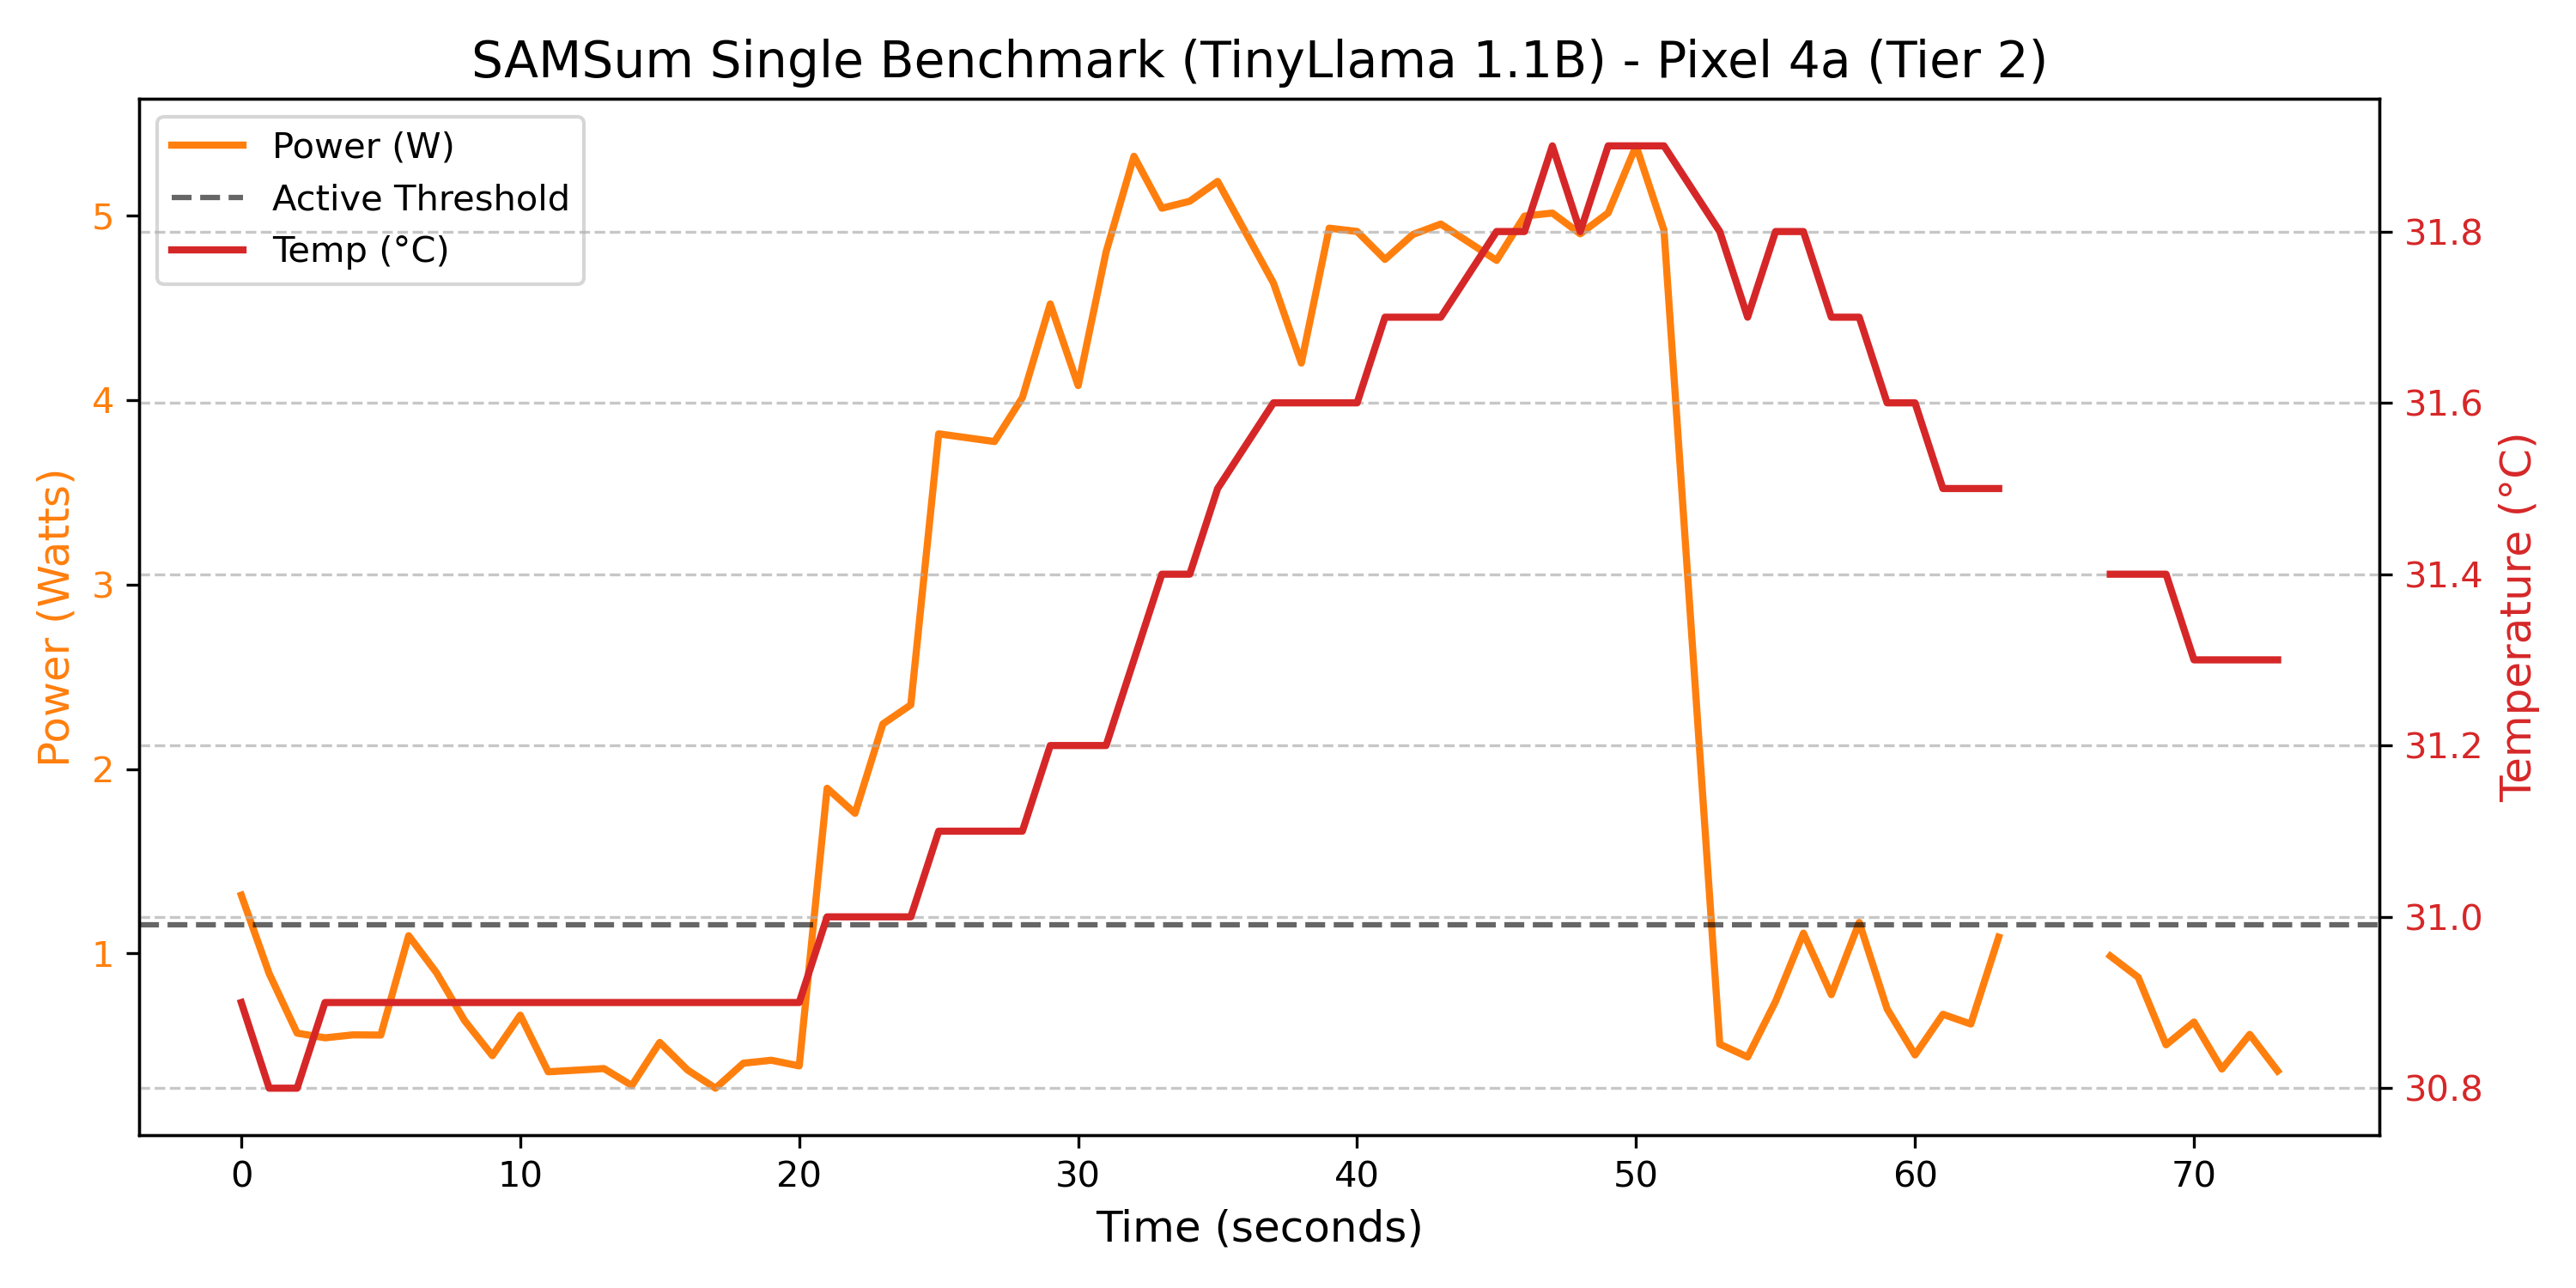 SAMSum Single Benchmark (TinyLlama 1.1B) - Pixel 4a (Tier 2)
Power (W)
Active Threshold
Temp (°C)
Power (Watts)
5
4
3
2
1
31.8
31.6
31.4
31.2
31.0
30.8
Temperature (°C)
0 10 20 30 40 50 60 70
Time (seconds)